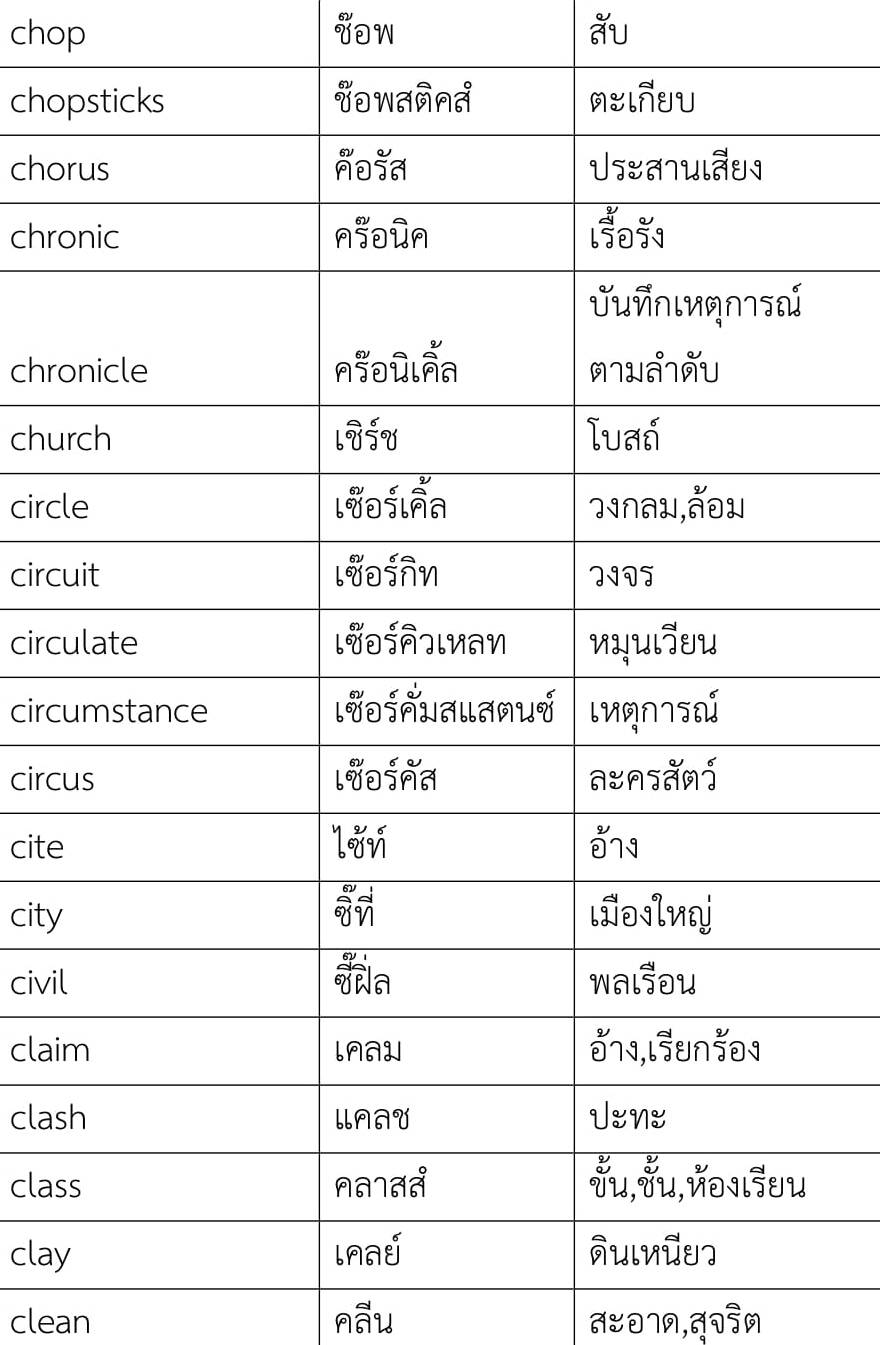 chop ช๊อพ สับ
chopsticks ช๊อพสติคสํ ตะเกียบ
chorus ค๊อรัส ประสานเสียง
chronic คร๊อนิค เรื้อรัง
บันทึกเหตุการณ์
chronicle คร๊อนิเคิ้ล ตามลำดับ
church เชิร์ช โบสถ์
circle เซ๊อร์เคิ้ล วงกลม,ล้อม
circuit เซ๊อร์กิท วงจร
circulate เซ๊อร์คิวเหลท หมุนเวียน
circumstance เซ๊อร์คั่มสแสตนซ์ เหตุการณ์
circus เซ๊อร์คัส ละครสัตว์
cite ไซ้ท์ อ้าง
city ซิ๊ที่ เมืองใหญ่
civil ซี๊ฝิ่ล พลเรือน
claim เคลม อ้าง,เรียกร้อง
clash แคลช ปะทะ
class คลาสสํ ขั้น,ชั้น,ห้องเรียน
clay เคลย์ ดินเหนียว
clean คลีน สะอาด,สุจริต